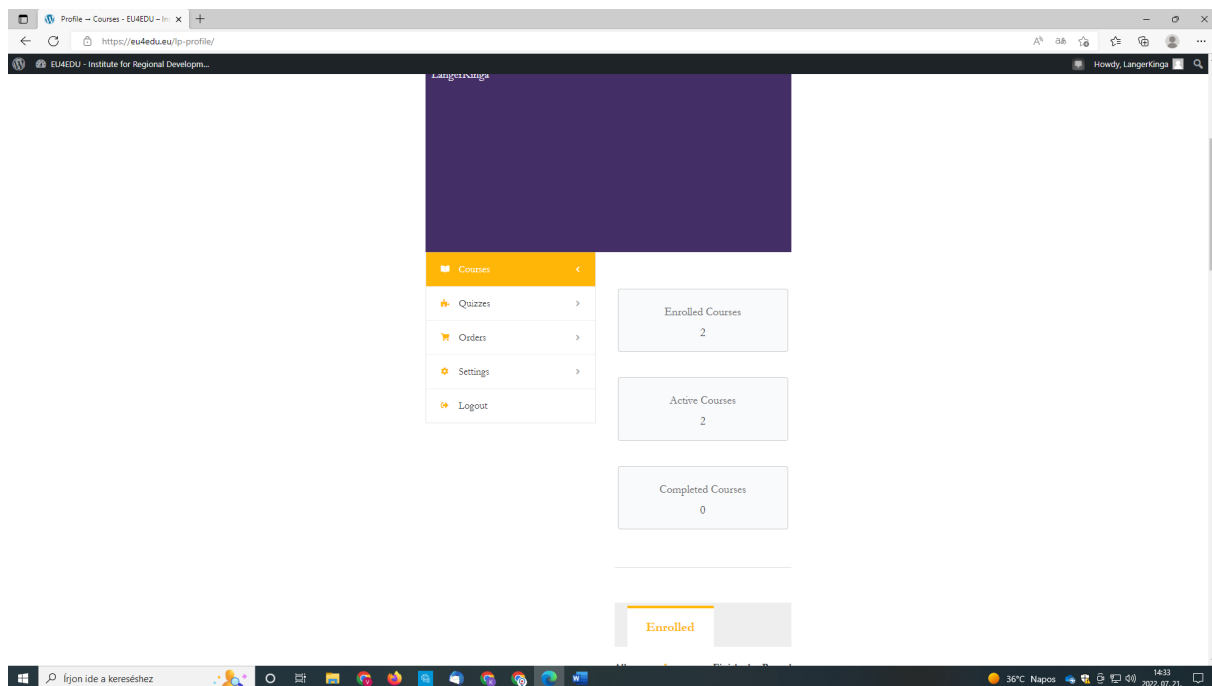 Profile → Courses - EU4EDU – In
https://eu4edu.eu/lp-profile/
EU4EDU - Institute for Regional Developm...
Howdy, LangerKinga
LangerKinga
Courses
Quizzes
Orders
Settings
Logout
Enrolled Courses
2
Active Courses
2
Completed Courses
0
Enrolled
Írjon ide a kereséshez
36°C Napos
14:33
2022. 07. 21.